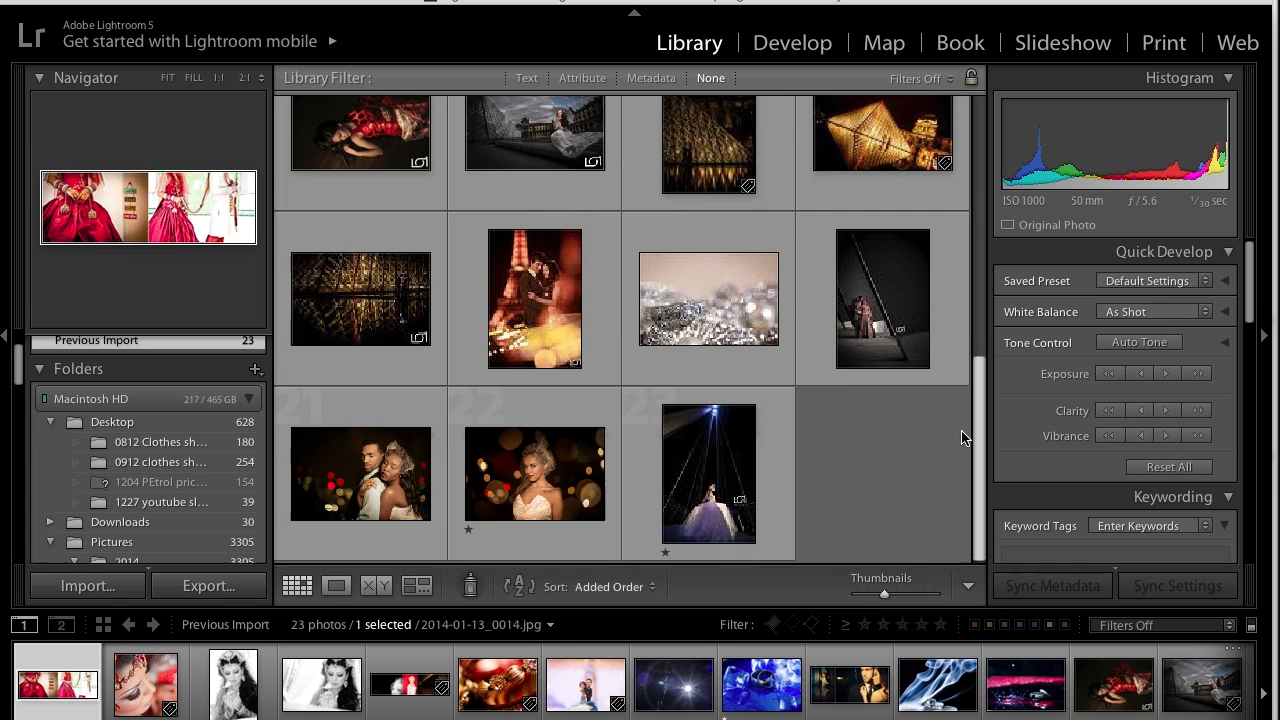 Lr
Adobe Lightroom 5
Get started with Lightroom mobile
Library
Develop
Map
Book
Slideshow
Print
Web
Navigator
FIT
FILL
1:1
2:1
Library Filter :
Text
Attribute
Metadata
None
Filters Off
Histogram
ISO 1000
50 mm
ƒ / 5.6
1/30 sec
Original Photo
Quick Develop
Saved Preset
Default Settings
White Balance
As Shot
Tone Control
Auto Tone
Exposure
Clarity
Vibrance
Reset All
Keywording
Keyword Tags
Enter Keywords
Sync Metadata
Sync Settings
Previous Import 23
Folders
Macintosh HD 217 / 465 GB
Desktop 628
0812 Clothes sh... 180
0912 clothes sh... 254
1204 PEtrol pric... 154
1227 youtube sl... 39
Downloads 30
Pictures 3305
2014 3305
Import...
Export...
21
22
23
XY
Sort: Added Order
Thumbnails
1
2
Previous Import
23 photos / 1 selected / 2014-01-13_0014.jpg
Filter :
Filters Off